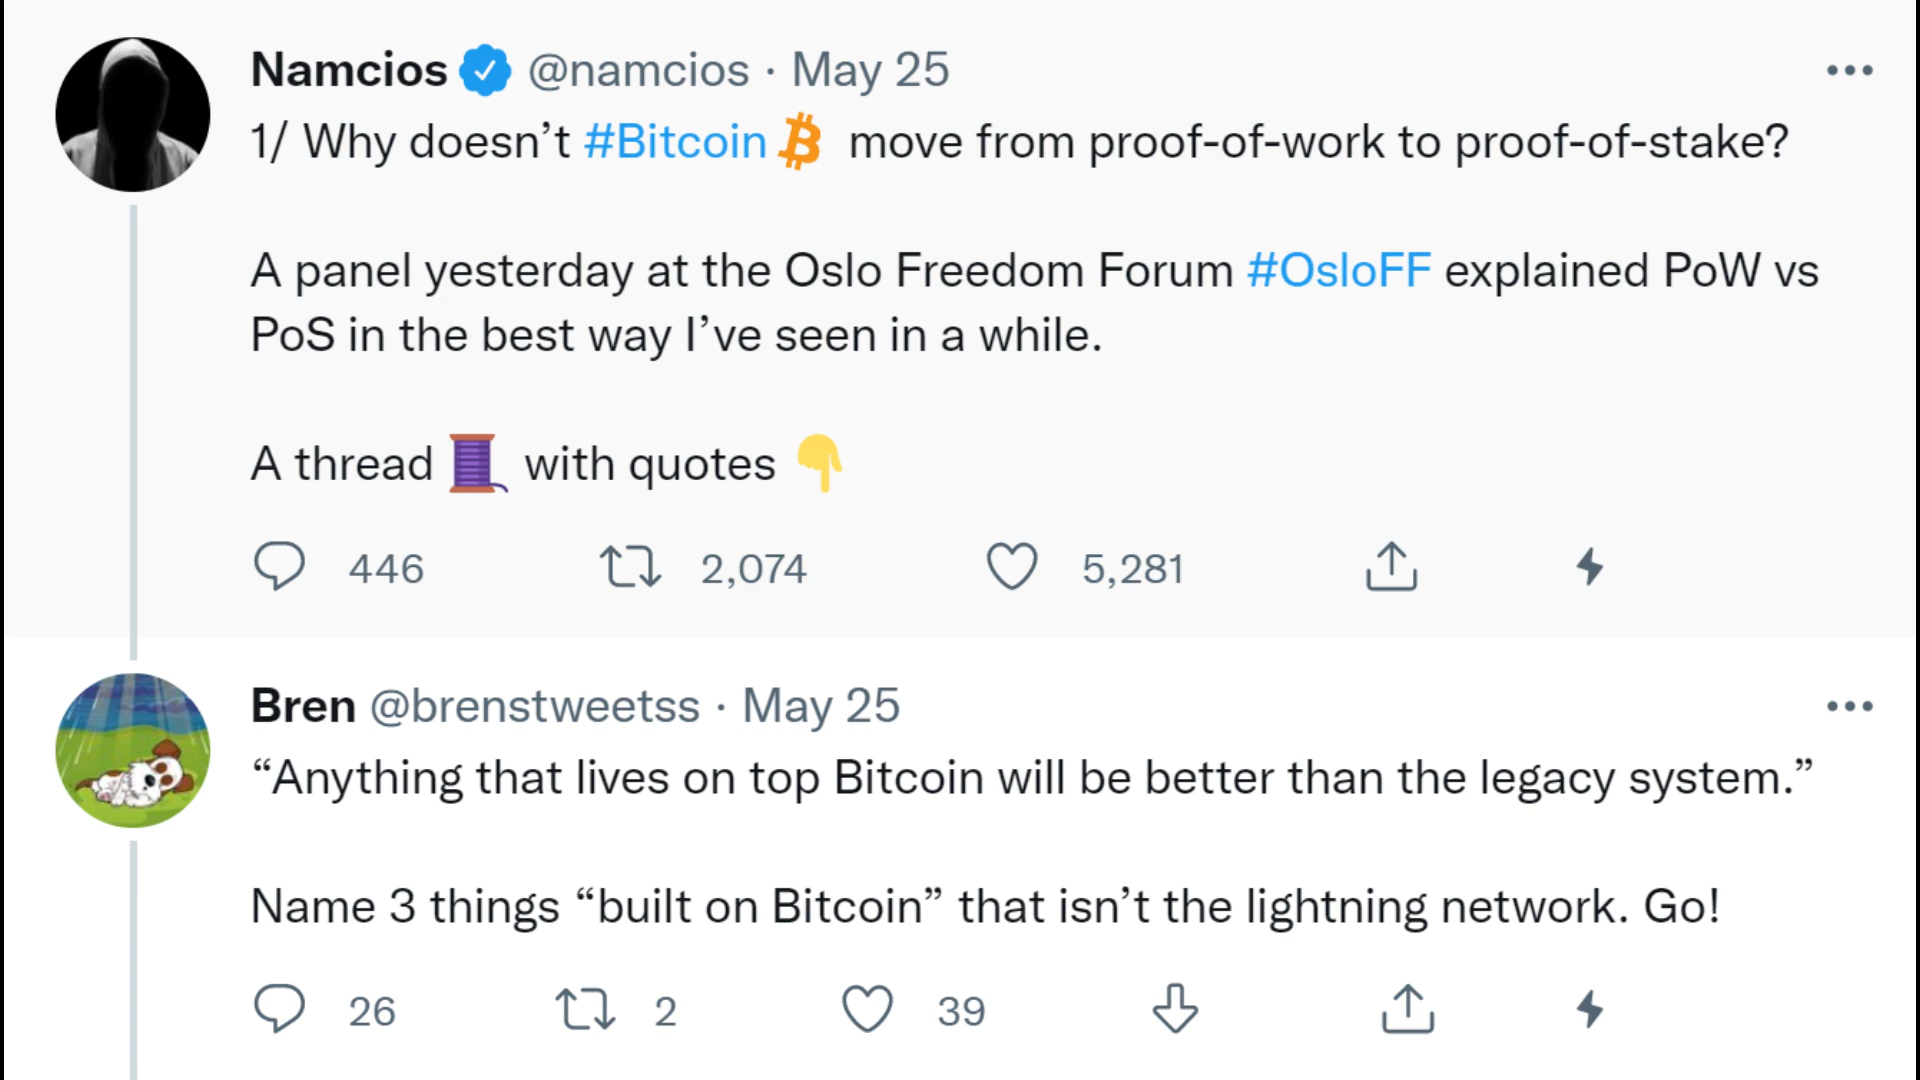 Namcios @namcios · May 25
1/ Why doesn’t #Bitcoin move from proof-of-work to proof-of-stake?
A panel yesterday at the Oslo Freedom Forum #OsloFF explained PoW vs
PoS in the best way I’ve seen in a while.
A thread 🧵 with quotes 👇
446 2,074 5,281
Bren @brenstweetss · May 25
“Anything that lives on top Bitcoin will be better than the legacy system.”
Name 3 things “built on Bitcoin” that isn’t the lightning network. Go!
26 2 39